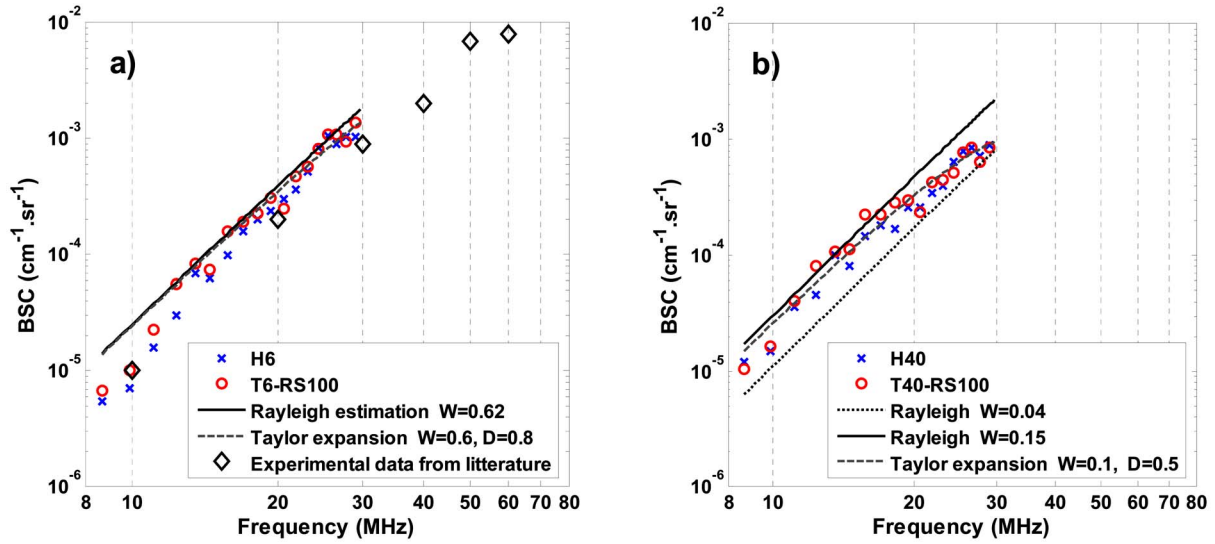 a)
BSC (cm⁻¹.sr⁻¹)
10⁻²
10⁻³
10⁻⁴
10⁻⁵
10⁻⁶
H6
T6-RS100
Rayleigh estimation W=0.62
Taylor expansion W=0.6, D=0.8
Experimental data from litterature
8 10 20 30 40 50 60 70 80
Frequency (MHz)
b)
BSC (cm⁻¹.sr⁻¹)
10⁻²
10⁻³
10⁻⁴
10⁻⁵
10⁻⁶
H40
T40-RS100
Rayleigh W=0.04
Rayleigh W=0.15
Taylor expansion W=0.1, D=0.5
8 10 20 30 40 50 60 70 80
Frequency (MHz)